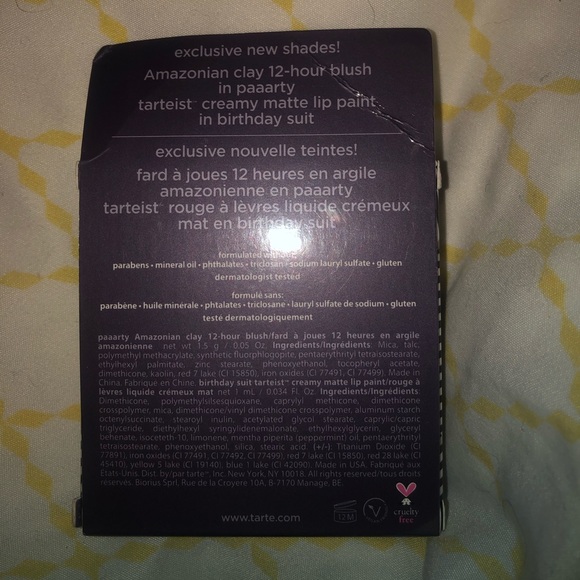 exclusive new shades!
Amazonian clay 12-hour blush
in paaarty
tarteist™ creamy matte lip paint
in birthday suit
exclusive nouvelle teintes!
fard à joues 12 heures en argile
amazonienne en paaarty
tarteist™ rouge à lèvres liquide crémeux
mat en birthday suit
formulated without:
parabens • mineral oil • phthalates • triclosan • sodium lauryl sulfate • gluten
dermatologist tested
formulé sans:
parabène • huile minérale • phtalates • triclosane • lauryl sulfate de sodium • gluten
testé dermatologiquement
paaarty Amazonian clay 12-hour blush/fard à joues 12 heures en argile
amazonienne net wt 1.5 g / 0.05 Oz. Ingredients/Ingrédients: Mica, talc,
polymethyl methacrylate, synthetic fluorphlogopite, pentaerythrityl tetraisostearate,
ethylhexyl palmitate, zinc stearate, phenoxyethanol, tocopheryl acetate,
dimethicone, kaolin, red 7 lake (CI 15850), iron oxides (CI 77491, CI 77499). Made in
China. Fabriqué en Chine. birthday suit tarteist™ creamy matte lip paint/rouge à
lèvres liquide crémeux mat net 1 mL / 0.034 Fl. Oz. Ingredients/Ingrédients:
Dimethicone, polymethylsilsesquioxane, caprylyl methicone, dimethicone
crosspolymer, mica, dimethicone/vinyl dimethicone crosspolymer, aluminum starch
octenylsuccinate, stearoyl inulin, acetylated glycol stearate, caprylic/capric
triglyceride, diethylhexyl syringylidenemalonate, ethylhexylglycerin, glyceryl
behenate, isoceteth-10, limonene, mentha piperita (peppermint) oil, pentaerythrityl
tetraisostearate, phenoxyethanol, silica, stearic acid (+/-): Titanium Dioxide (CI
77891), iron oxides (CI 77491, CI 77492, CI 77499), red 7 lake (CI 15850), red 28 lake (CI
45410), yellow 5 lake (CI 19140), blue 1 lake (CI 42090). Made in USA. Fabriqué aux
États-Unis. Dist. by/par tarte™, Inc. New York, NY 10018. All rights reserved/tous droits
réservés. Biorius Sprl. Rue de la Croyere 10A, B-7170 Manage, BE.
www.tarte.com
12 M
V
cruelty
free